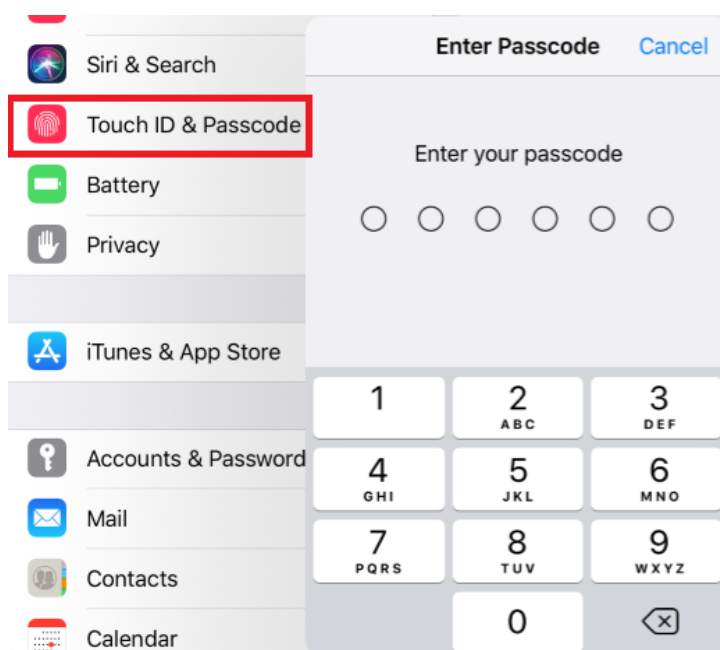 Siri & Search
Touch ID & Passcode
Battery
Privacy
iTunes & App Store
Accounts & Password
Mail
Contacts
Calendar
Enter Passcode Cancel
Enter your passcode
1 2 3
ABC DEF
4 5 6
GHI JKL MNO
7 8 9
PQRS TUV WXYZ
0